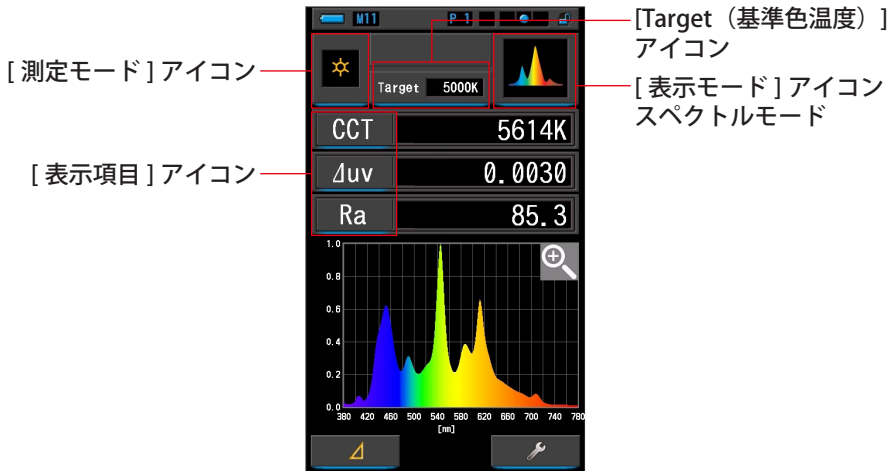 M11 P 1
[Target（基準色温度）]
アイコン
[ 測定モード ] アイコン
Target 5000K
[ 表示モード ] アイコン
スペクトルモード
CCT 5614K
[ 表示項目 ] アイコン
⊿uv 0.0030
Ra 85.3
1.0
0.8
0.6
0.4
0.2
0.0
380 420 460 500 540 580 620 660 700 740 780
[nm]